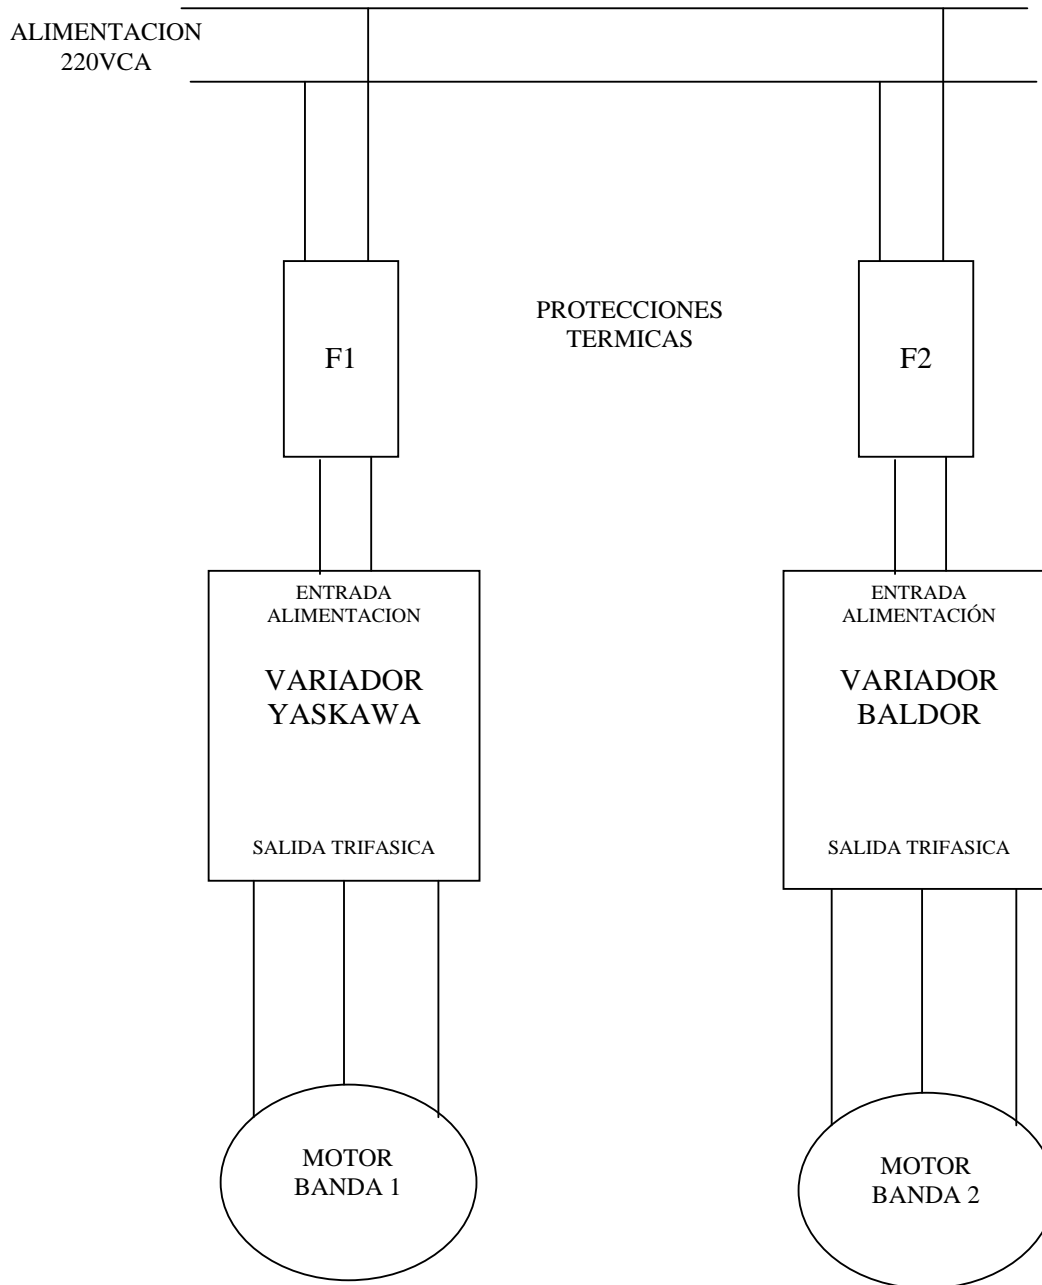 ALIMENTACION
220VCA
PROTECCIONES
TERMICAS
F1
F2
ENTRADA
ALIMENTACION
VARIADOR
YASKAWA
SALIDA TRIFASICA
ENTRADA
ALIMENTACIÓN
VARIADOR
BALDOR
SALIDA TRIFASICA
MOTOR
BANDA 1
MOTOR
BANDA 2